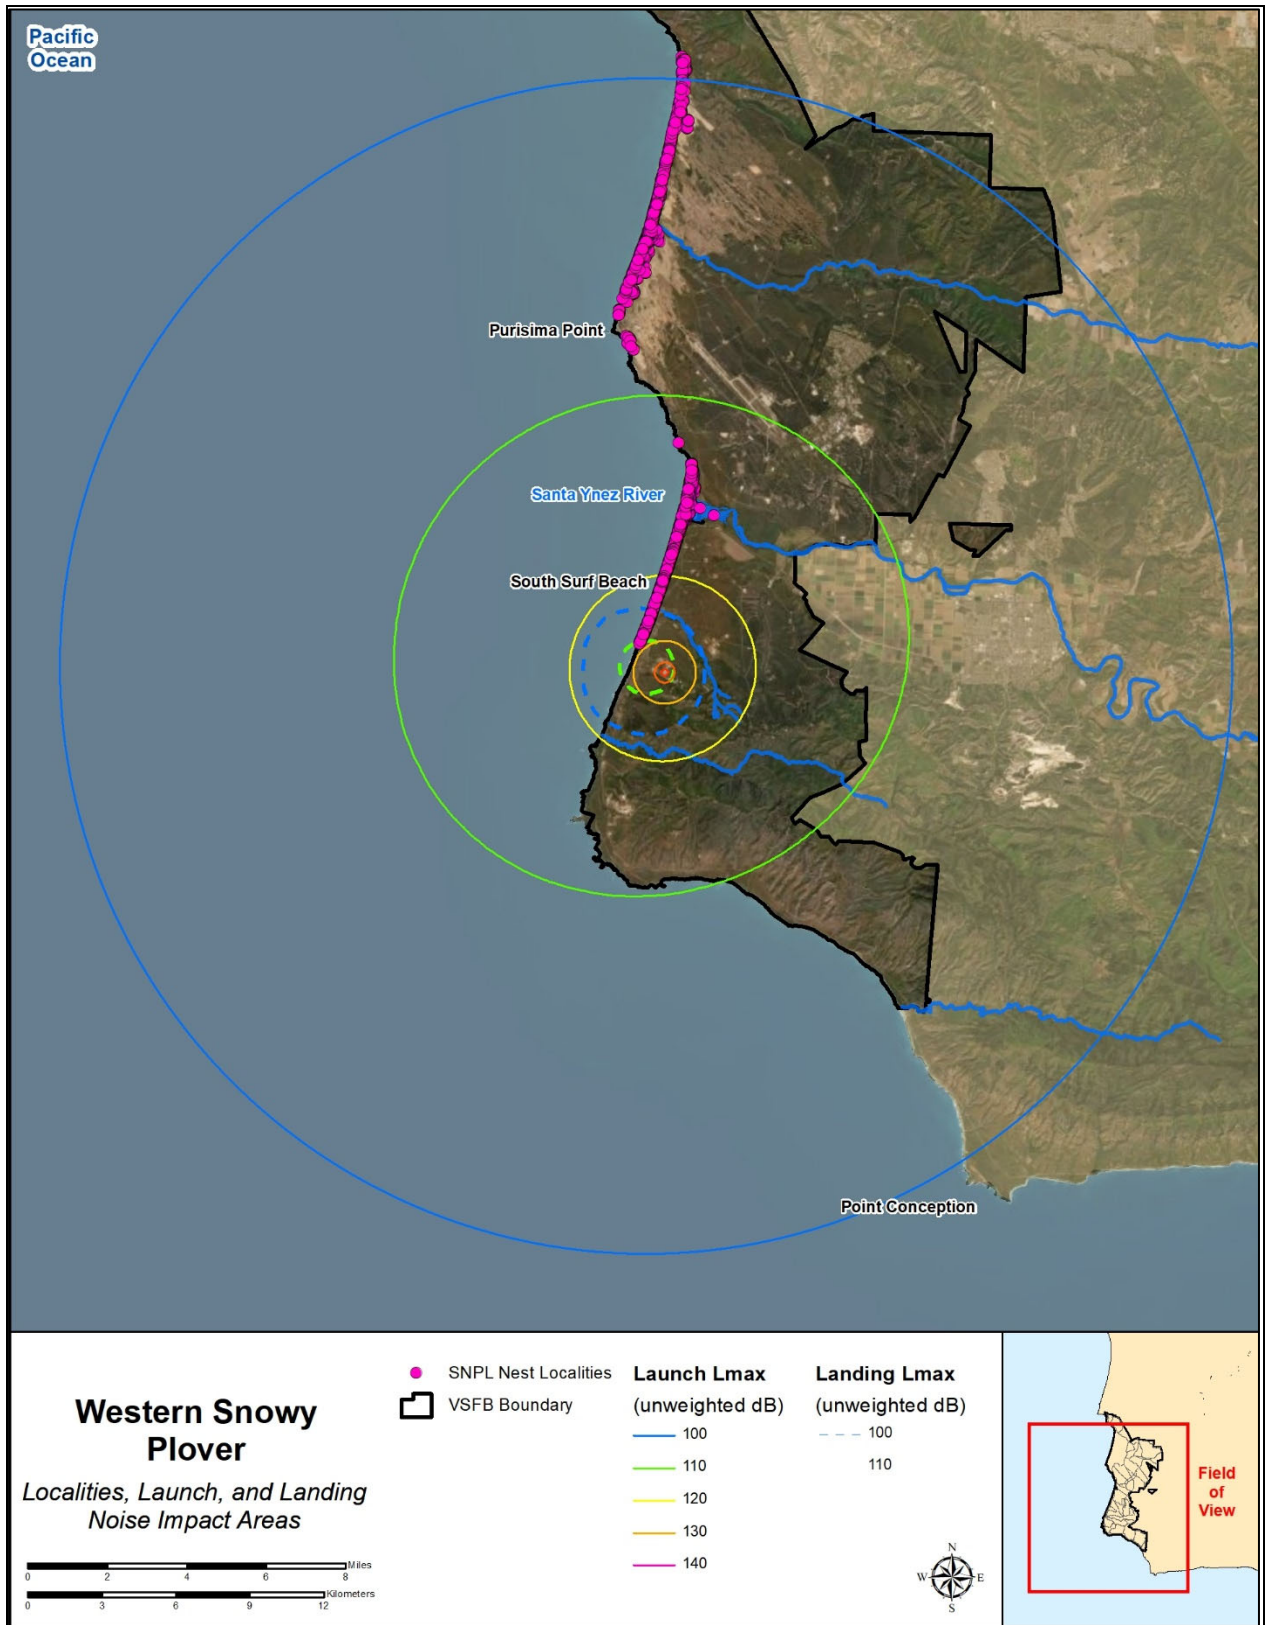 Pacific
Ocean
Purisima Point
Santa Ynez River
South Surf Beach
Point Conception
Western Snowy
Plover
Localities, Launch, and Landing
Noise Impact Areas
Miles
0 2 4 6 8
Kilometers
0 3 6 9 12
SNPL Nest Localities
VSFB Boundary
Launch Lmax
(unweighted dB)
100
110
120
130
140
Landing Lmax
(unweighted dB)
100
110
N
W E
S
Field
of
View